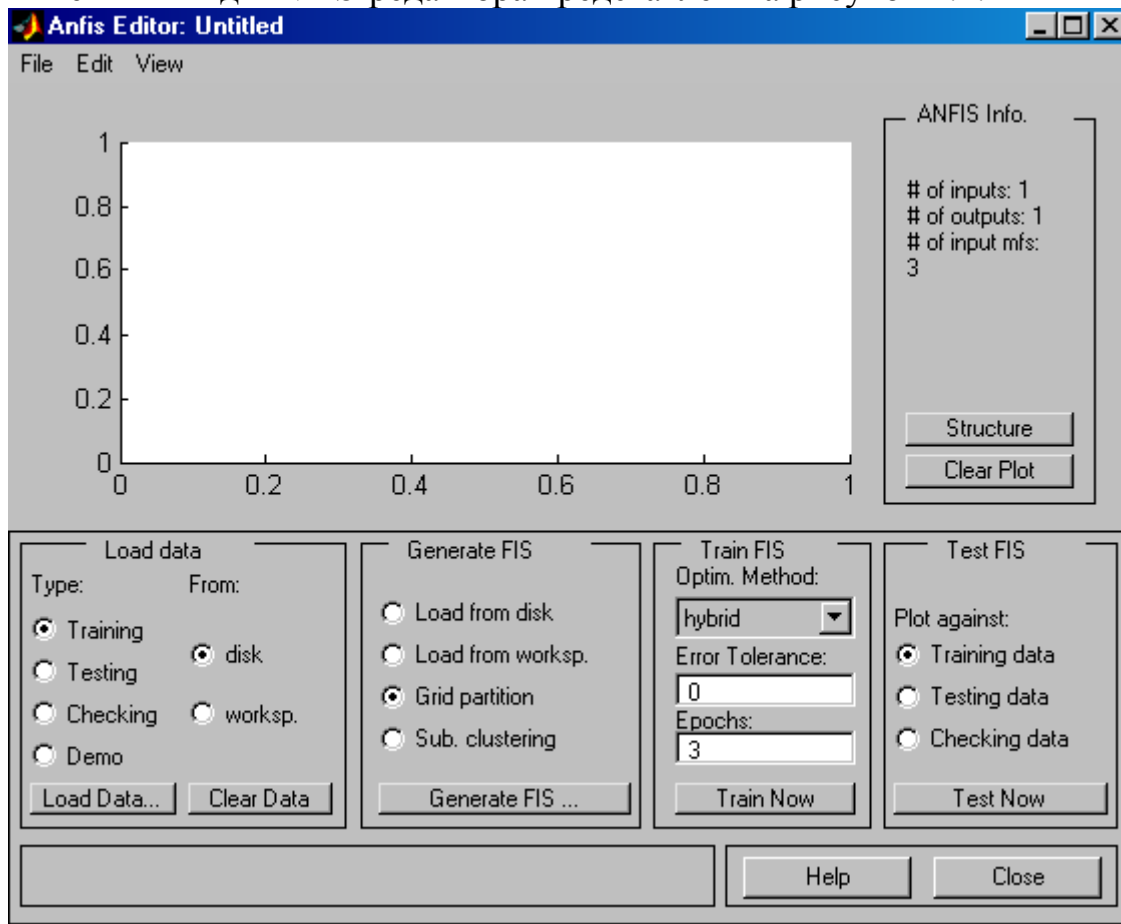 Anfis Editor: Untitled
File Edit View
1
0.8
0.6
0.4
0.2
0
0 0.2 0.4 0.6 0.8 1
ANFIS Info.
# of inputs: 1
# of outputs: 1
# of input mfs:
3
Structure
Clear Plot
Load data
Type: From:
Training
Testing
Checking
Demo
disk
worksp.
Load Data... Clear Data
Generate FIS
Load from disk
Load from worksp.
Grid partition
Sub. clustering
Generate FIS ...
Train FIS
Optim. Method:
hybrid
Error Tolerance:
0
Epochs:
3
Train Now
Test FIS
Plot against:
Training data
Testing data
Checking data
Test Now
Help Close